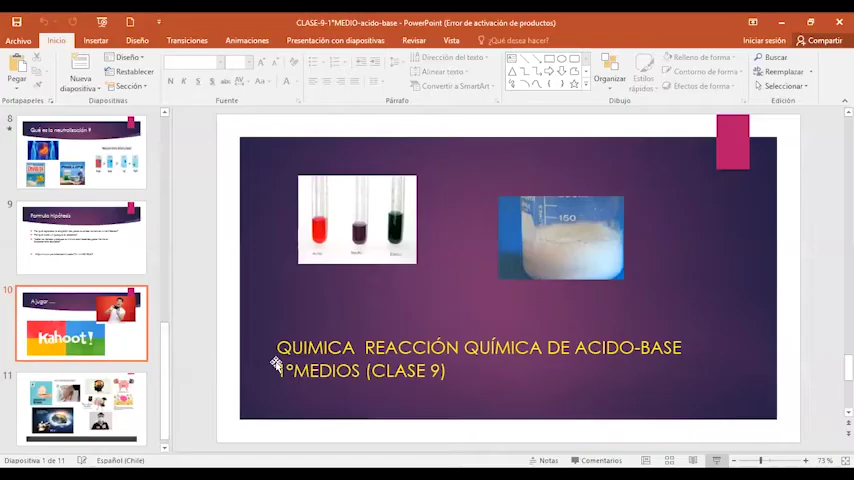 CLASE-9-1°MEDIO-acido-base - PowerPoint (Error de activación de productos)
Archivo Inicio Insertar Diseño Transiciones Animaciones Presentación con diapositivas Revisar Vista ¿Qué desea hacer? Iniciar sesión Compartir
Pegar
Nueva diapositiva
Diseño
Restablecer
Sección
N K S S abc AV Aa A
Dirección del texto
Alinear texto
Convertir a SmartArt
Organizar
Estilos rápidos
Relleno de forma
Contorno de forma
Efectos de forma
Buscar
Reemplazar
Seleccionar
Portapapeles Diapositivas Fuente Párrafo Dibujo Edición
8
Qué es la neutralización ?
9
Formula hipótesis
10
A jugar ....
Kahoot!
11
150
QUIMICA REACCIÓN QUÍMICA DE ACIDO-BASE
1°MEDIOS (CLASE 9)
Diapositiva 1 de 11 Español (Chile) Notas Comentarios 73 %